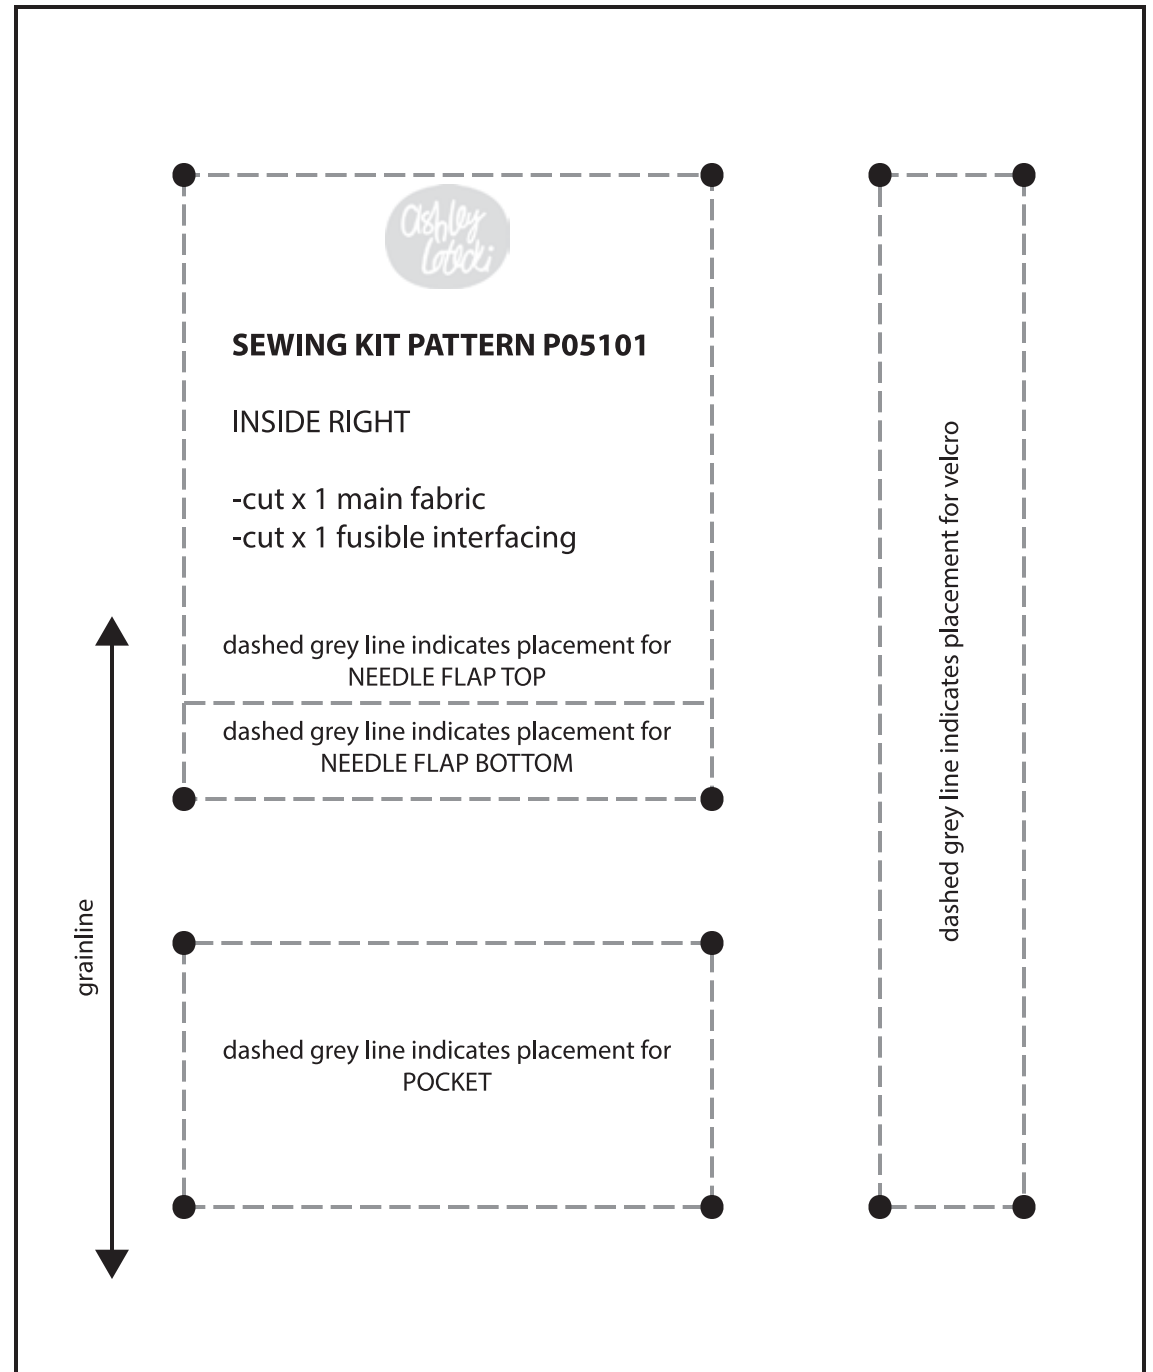 ashley
SEWING KIT PATTERN P05101
INSIDE RIGHT
-cut x 1 main fabric
-cut x 1 fusible interfacing
dashed grey line indicates placement for
NEEDLE FLAP TOP
dashed grey line indicates placement for
NEEDLE FLAP BOTTOM
grainline
dashed grey line indicates placement for
POCKET
dashed grey line indicates placement for velcro